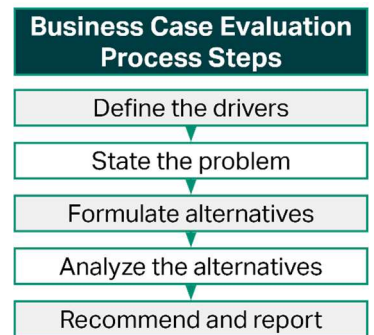 Business Case Evaluation
Process Steps
Define the drivers
State the problem
Formulate alternatives
Analyze the alternatives
Recommend and report